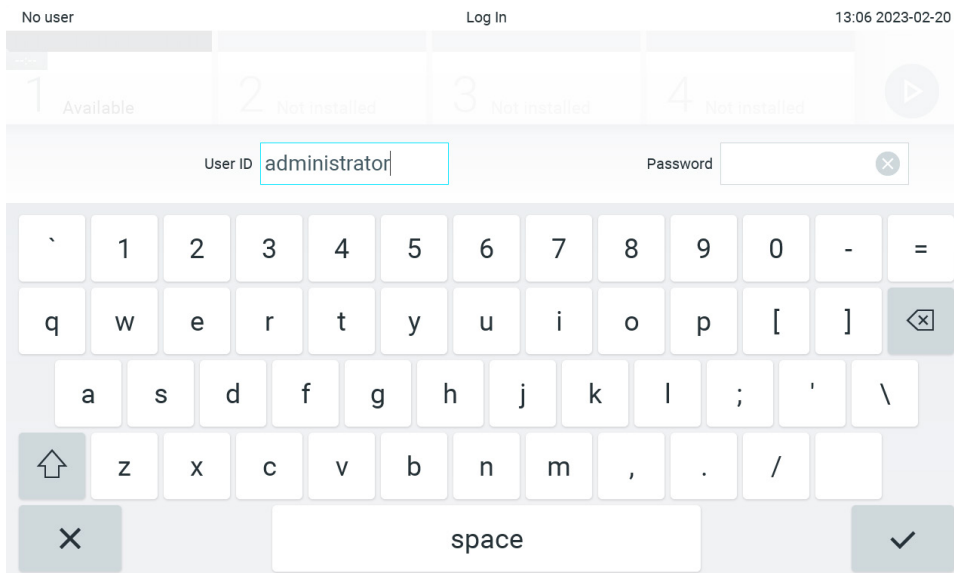 No user Log In 13:06 2023-02-20
1 Available 2 Not installed 3 Not installed 4 Not installed
User ID administrator Password
` 1 2 3 4 5 6 7 8 9 0 - =
q w e r t y u i o p [ ]
a s d f g h j k l ; ' \
z x c v b n m , . /
space